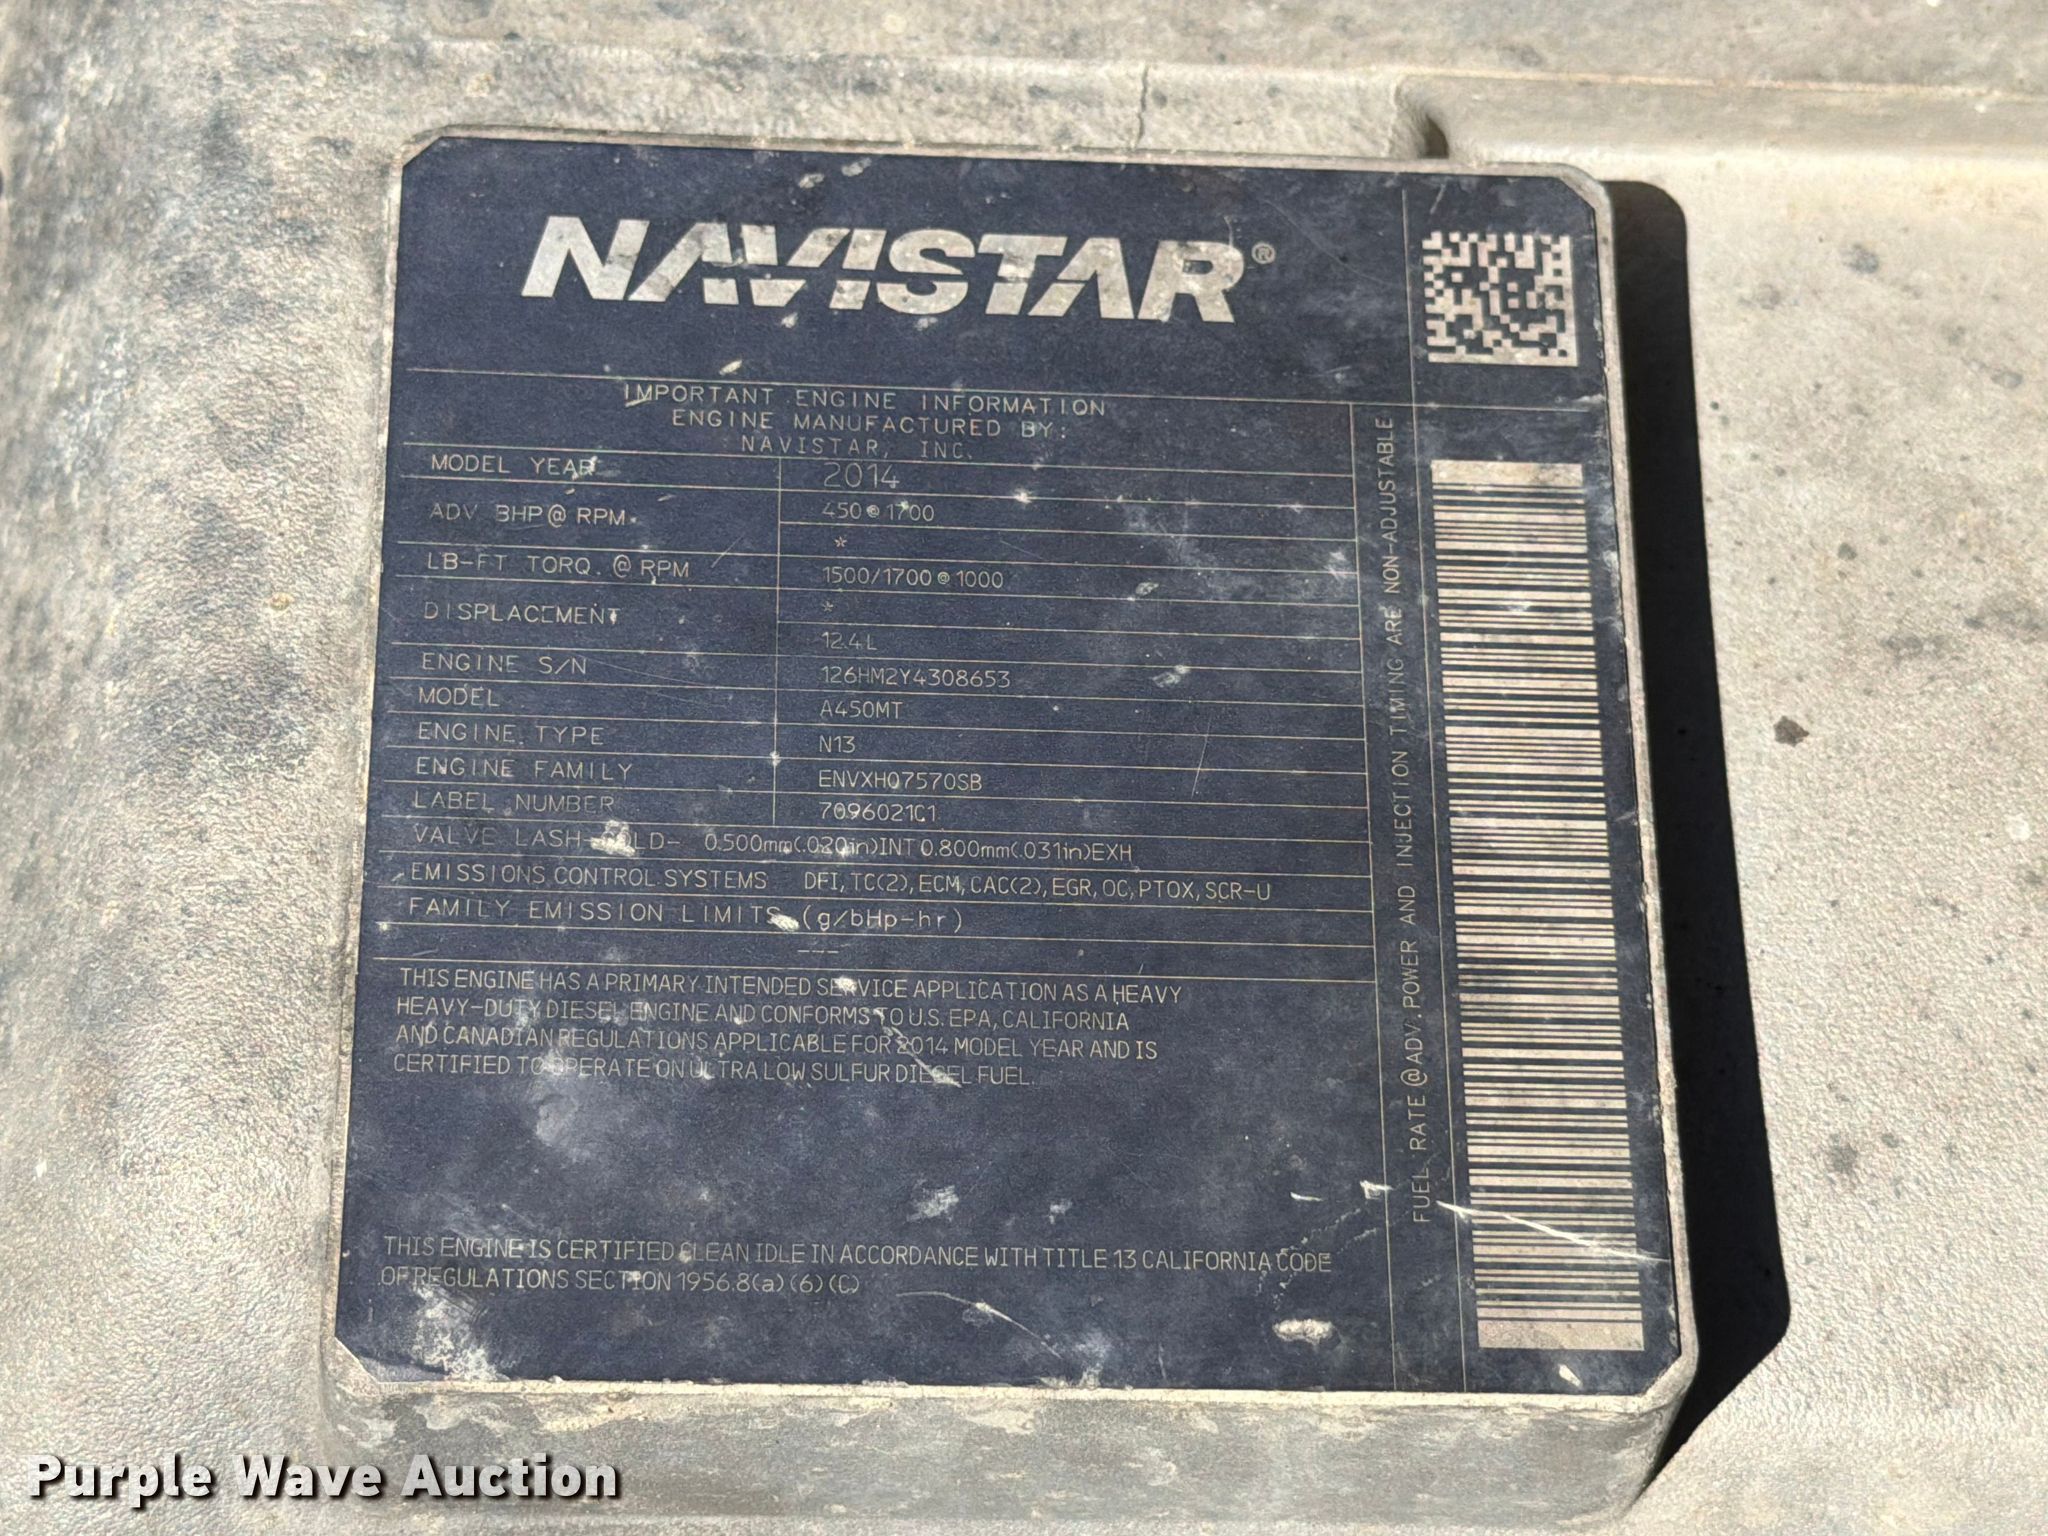 NAVISTAR®
IMPORTANT ENGINE INFORMATION
ENGINE MANUFACTURED BY:
NAVISTAR, INC.
MODEL YEAR 2014
ADV. BHP@ RPM 450@1700
*
LB-FT TORQ. @ RPM 1500/1700@1000
*
DISPLACEMENT 12.4L
ENGINE S/N 126HM2Y4308653
MODEL A450MT
ENGINE TYPE N13
ENGINE FAMILY ENVXH07570SB
LABEL NUMBER 7096021C1
VALVE LASH-COLD- 0.500mm(.020in)INT 0.800mm(.031in)EXH
EMISSIONS CONTROL SYSTEMS DFI, TC(2), ECM, CAC(2), EGR, OC, PTOX, SCR-U
FAMILY EMISSION LIMITS (g/bHp-hr)
---
THIS ENGINE HAS A PRIMARY INTENDED SERVICE APPLICATION AS A HEAVY
HEAVY-DUTY DIESEL ENGINE AND CONFORMS TO U.S. EPA, CALIFORNIA
AND CANADIAN REGULATIONS APPLICABLE FOR 2014 MODEL YEAR AND IS
CERTIFIED TO OPERATE ON ULTRA LOW SULFUR DIESEL FUEL.
THIS ENGINE IS CERTIFIED CLEAN IDLE IN ACCORDANCE WITH TITLE 13 CALIFORNIA CODE
OF REGULATIONS SECTION 1956.8(a)(6)(C)
FUEL RATE @ ADV. POWER AND INJECTION TIMING ARE NON-ADJUSTABLE
Purple Wave Auction